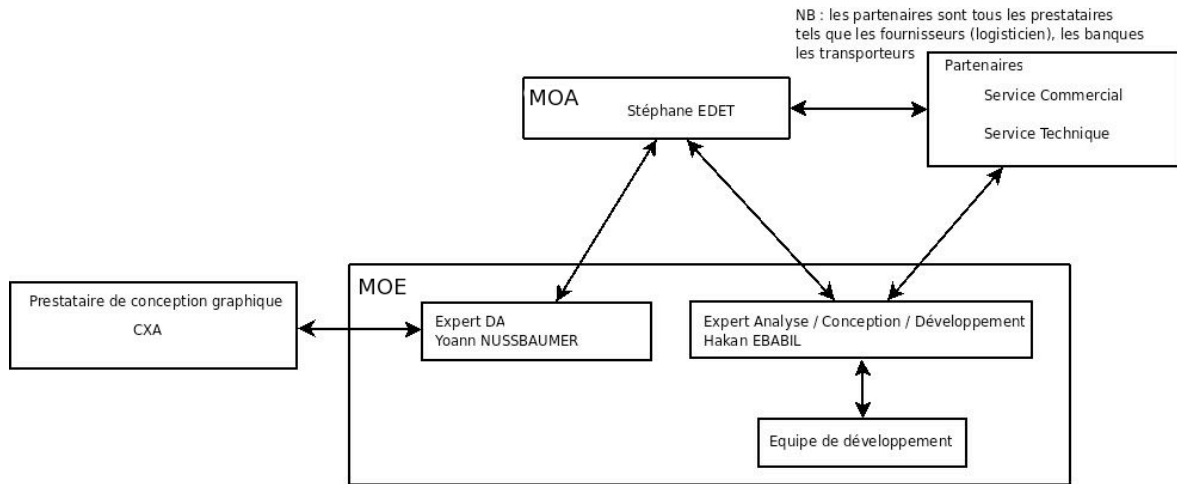 NB : les partenaires sont tous les prestataires
tels que les fournisseurs (logisticien), les banques
les transporteurs
Partenaires
Service Commercial
Service Technique
MOA
Stéphane EDET
MOE
Prestataire de conception graphique
CXA
Expert DA
Yoann NUSSBAUMER
Expert Analyse / Conception / Développement
Hakan EBABIL
Equipe de développement